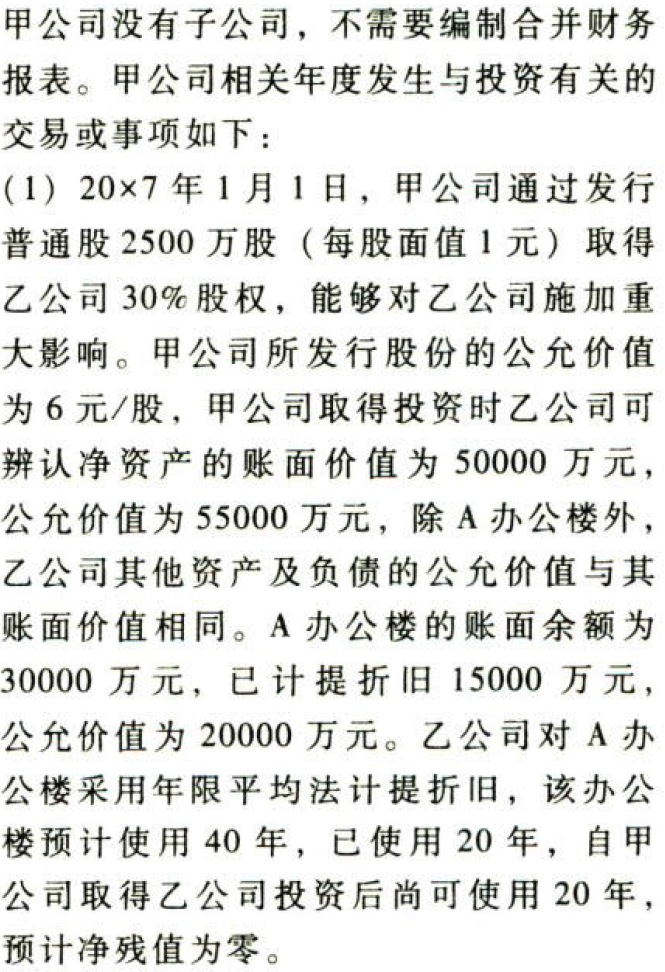 甲公司没有子公司，不需要编制合并财务
报表。甲公司相关年度发生与投资有关的
交易或事项如下：
(1) 20×7 年 1 月 1 日，甲公司通过发行
普通股 2500 万股（每股面值 1 元）取得
乙公司 30% 股权，能够对乙公司施加重
大影响。甲公司所发行股份的公允价值
为 6 元/股，甲公司取得投资时乙公司可
辨认净资产的账面价值为 50000 万元，
公允价值为 55000 万元，除 A 办公楼外，
乙公司其他资产及负债的公允价值与其
账面价值相同。A 办公楼的账面余额为
30000 万元，已计提折旧 15000 万元，
公允价值为 20000 万元。乙公司对 A 办
公楼采用年限平均法计提折旧，该办公
楼预计使用 40 年，已使用 20 年，自甲
公司取得乙公司投资后尚可使用 20 年，
预计净残值为零。